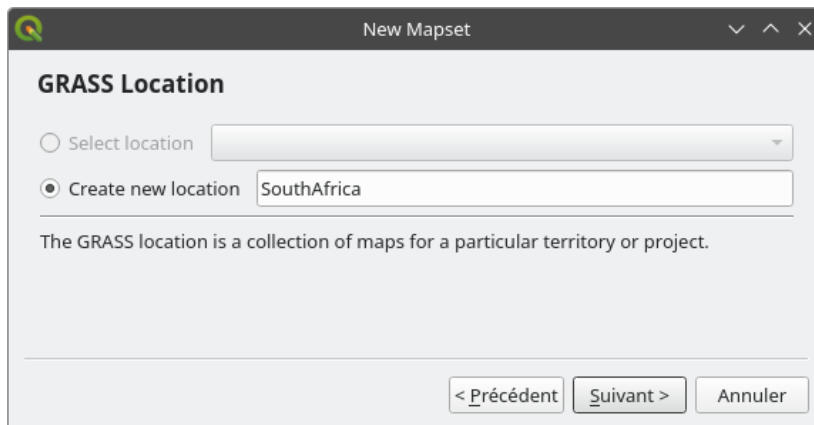 New Mapset
GRASS Location
Select location
Create new location SouthAfrica
The GRASS location is a collection of maps for a particular territory or project.
< Précédent Suivant > Annuler